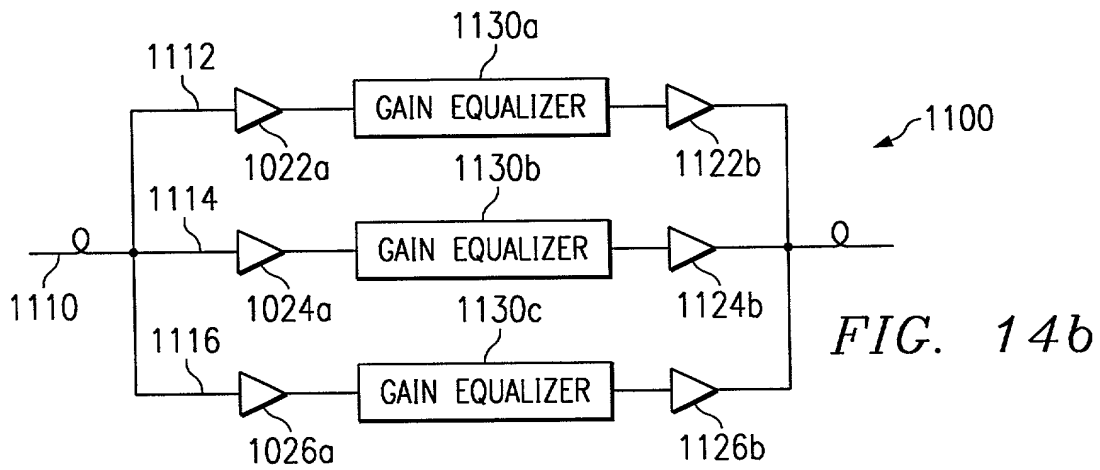 1130a
1112
GAIN EQUALIZER
1100
1022a
1130b
1122b
1114
GAIN EQUALIZER
1110
1024a
1130c
1124b
1116
FIG. 14b
GAIN EQUALIZER
1026a
1126b